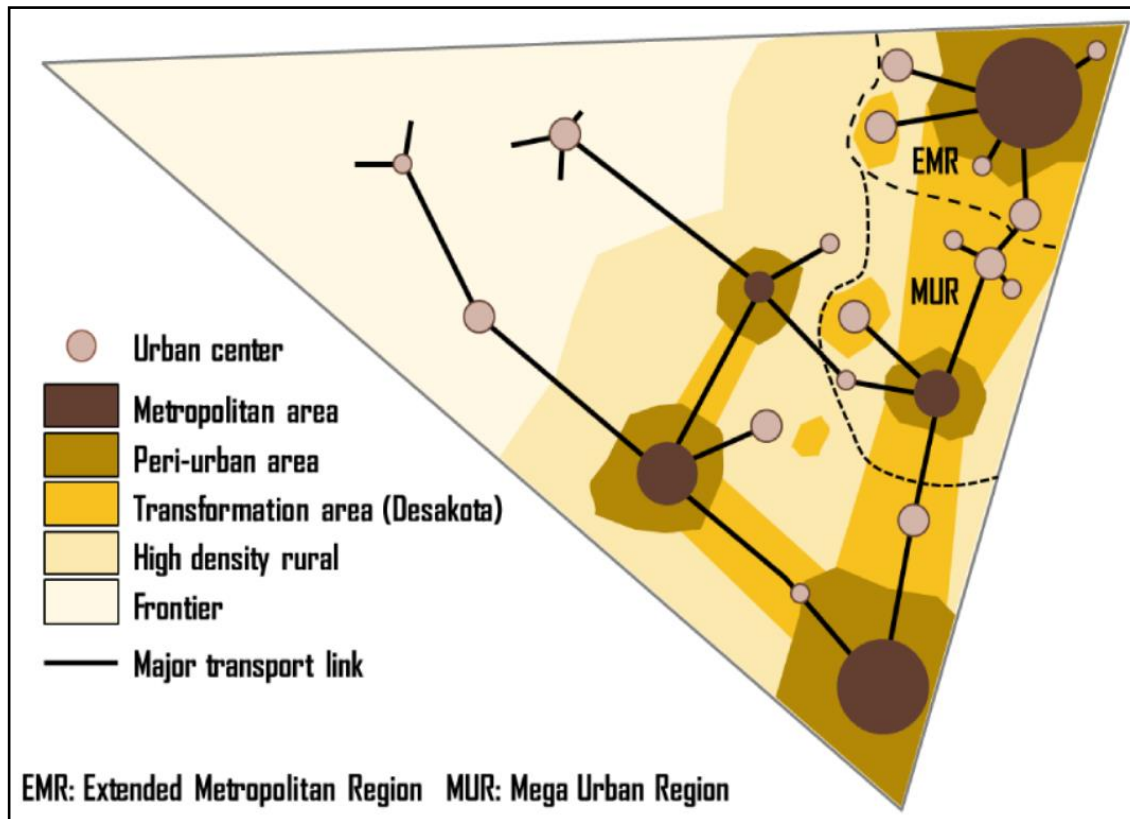 EMR
MUR
Urban center
Metropolitan area
Peri-urban area
Transformation area (Desakota)
High density rural
Frontier
Major transport link
EMR: Extended Metropolitan Region MUR: Mega Urban Region